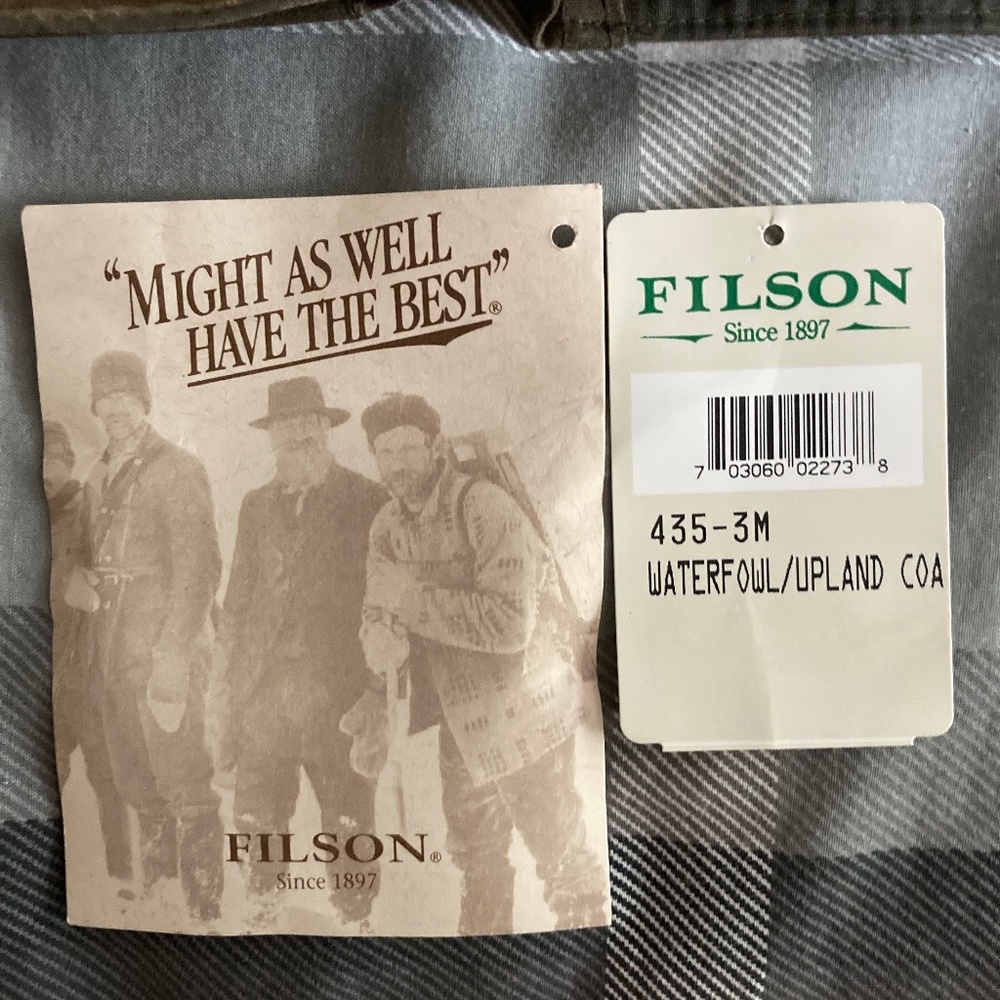 “MIGHT AS WELL
HAVE THE BEST”®
FILSON®
Since 1897
FILSON
Since 1897
7 03060 02273 8
435-3M
WATERFOWL/UPLAND COA